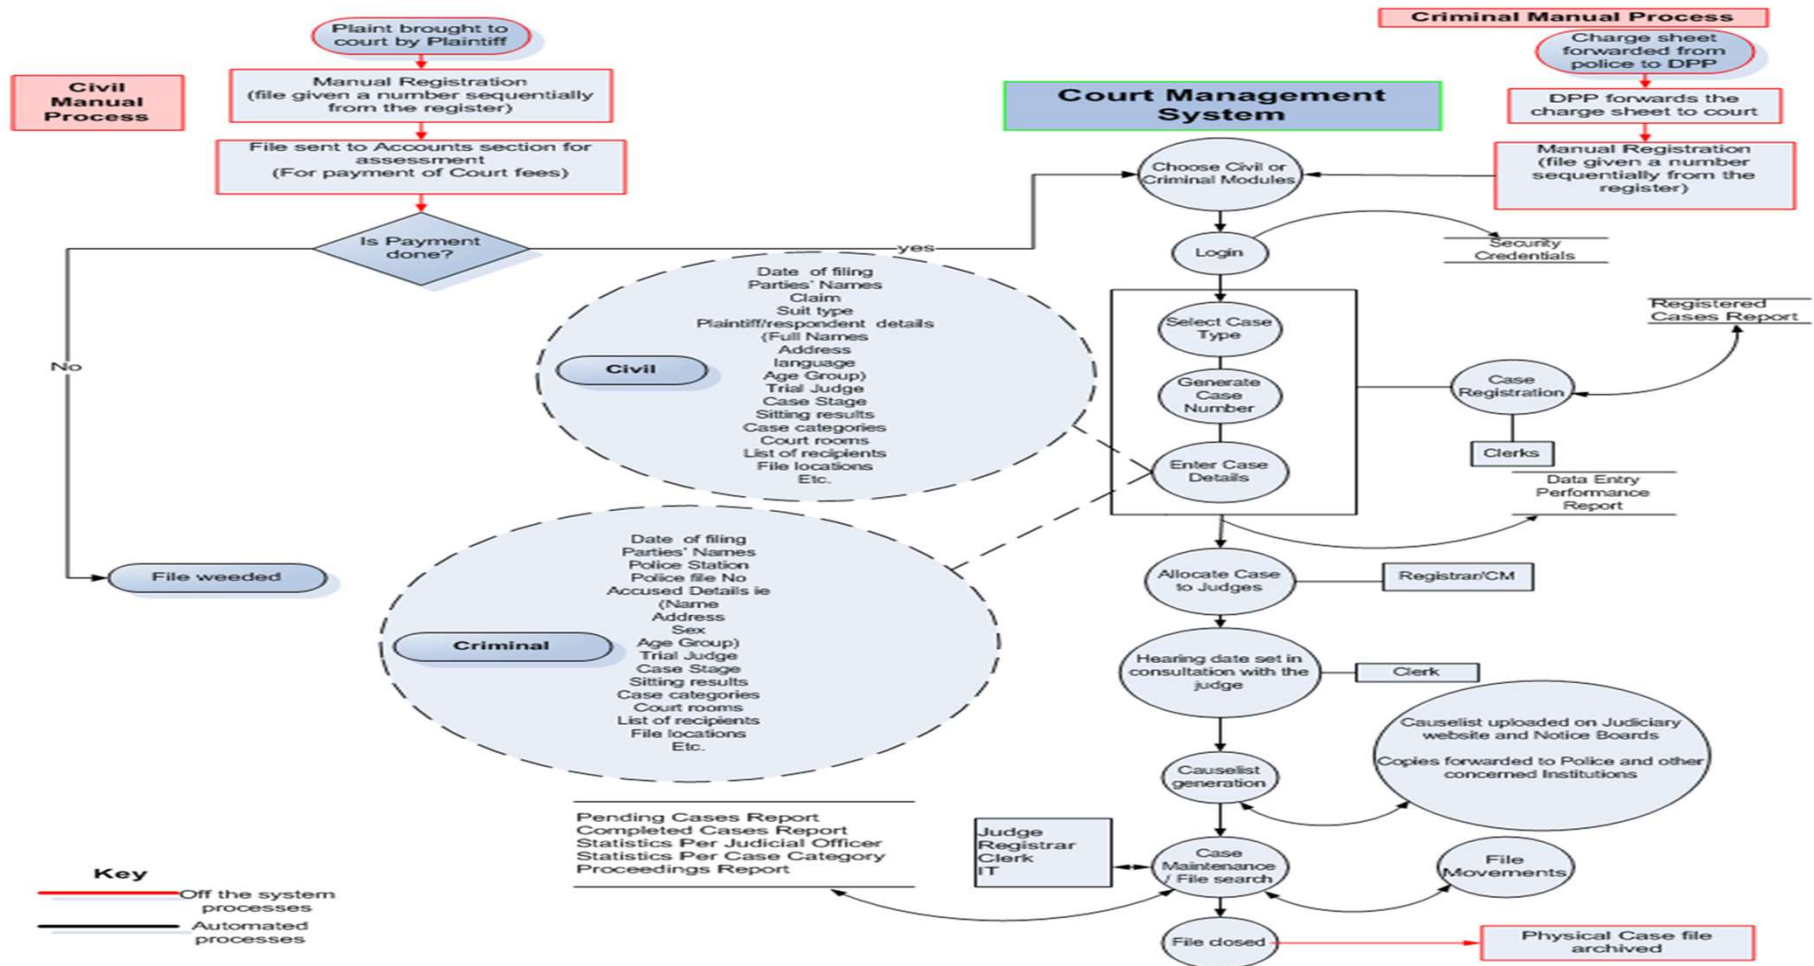 Plaint brought to
court by Plaintiff
Civil
Manual
Process
Manual Registration
(file given a number sequentially
from the register)
File sent to Accounts section for
assessment
(For payment of Court fees)
Is Payment
done?
yes
No
File weeded
Criminal Manual Process
Charge sheet
forwarded from
police to DPP
DPP forwards the
charge sheet to court
Manual Registration
(file given a number
sequentially from the
register)
Court Management
System
Choose Civil or
Criminal Modules
Login
Security
Credentials
Select Case
Type
Generate
Case
Number
Enter Case
Details
Registered
Cases Report
Case
Registration
Clerks
Data Entry
Performance
Report
Civil
Date of filing
Parties' Names
Claim
Suit type
Plaintiff/respondent details
(Full Names
Address
language
Age Group)
Trial Judge
Case Stage
Sitting results
Case categories
Court rooms
List of recipients
File locations
Etc.
Criminal
Date of filing
Parties' Names
Police Station
Police file No
Accused Details ie
(Name
Address
Sex
Age Group)
Trial Judge
Case Stage
Sitting results
Case categories
Court rooms
List of recipients
File locations
Etc.
Allocate Case
to Judges
Registrar/CM
Hearing date set in
consultation with the
judge
Clerk
Causelist
generation
Causelist uploaded on Judiciary
website and Notice Boards
Copies forwarded to Police and other
concerned Institutions
Pending Cases Report
Completed Cases Report
Statistics Per Judicial Officer
Statistics Per Case Category
Proceedings Report
Judge
Registrar
Clerk
IT
Case
Maintenance
/ File search
File
Movements
File closed
Physical Case file
archived
Key
Off the system
processes
Automated
processes